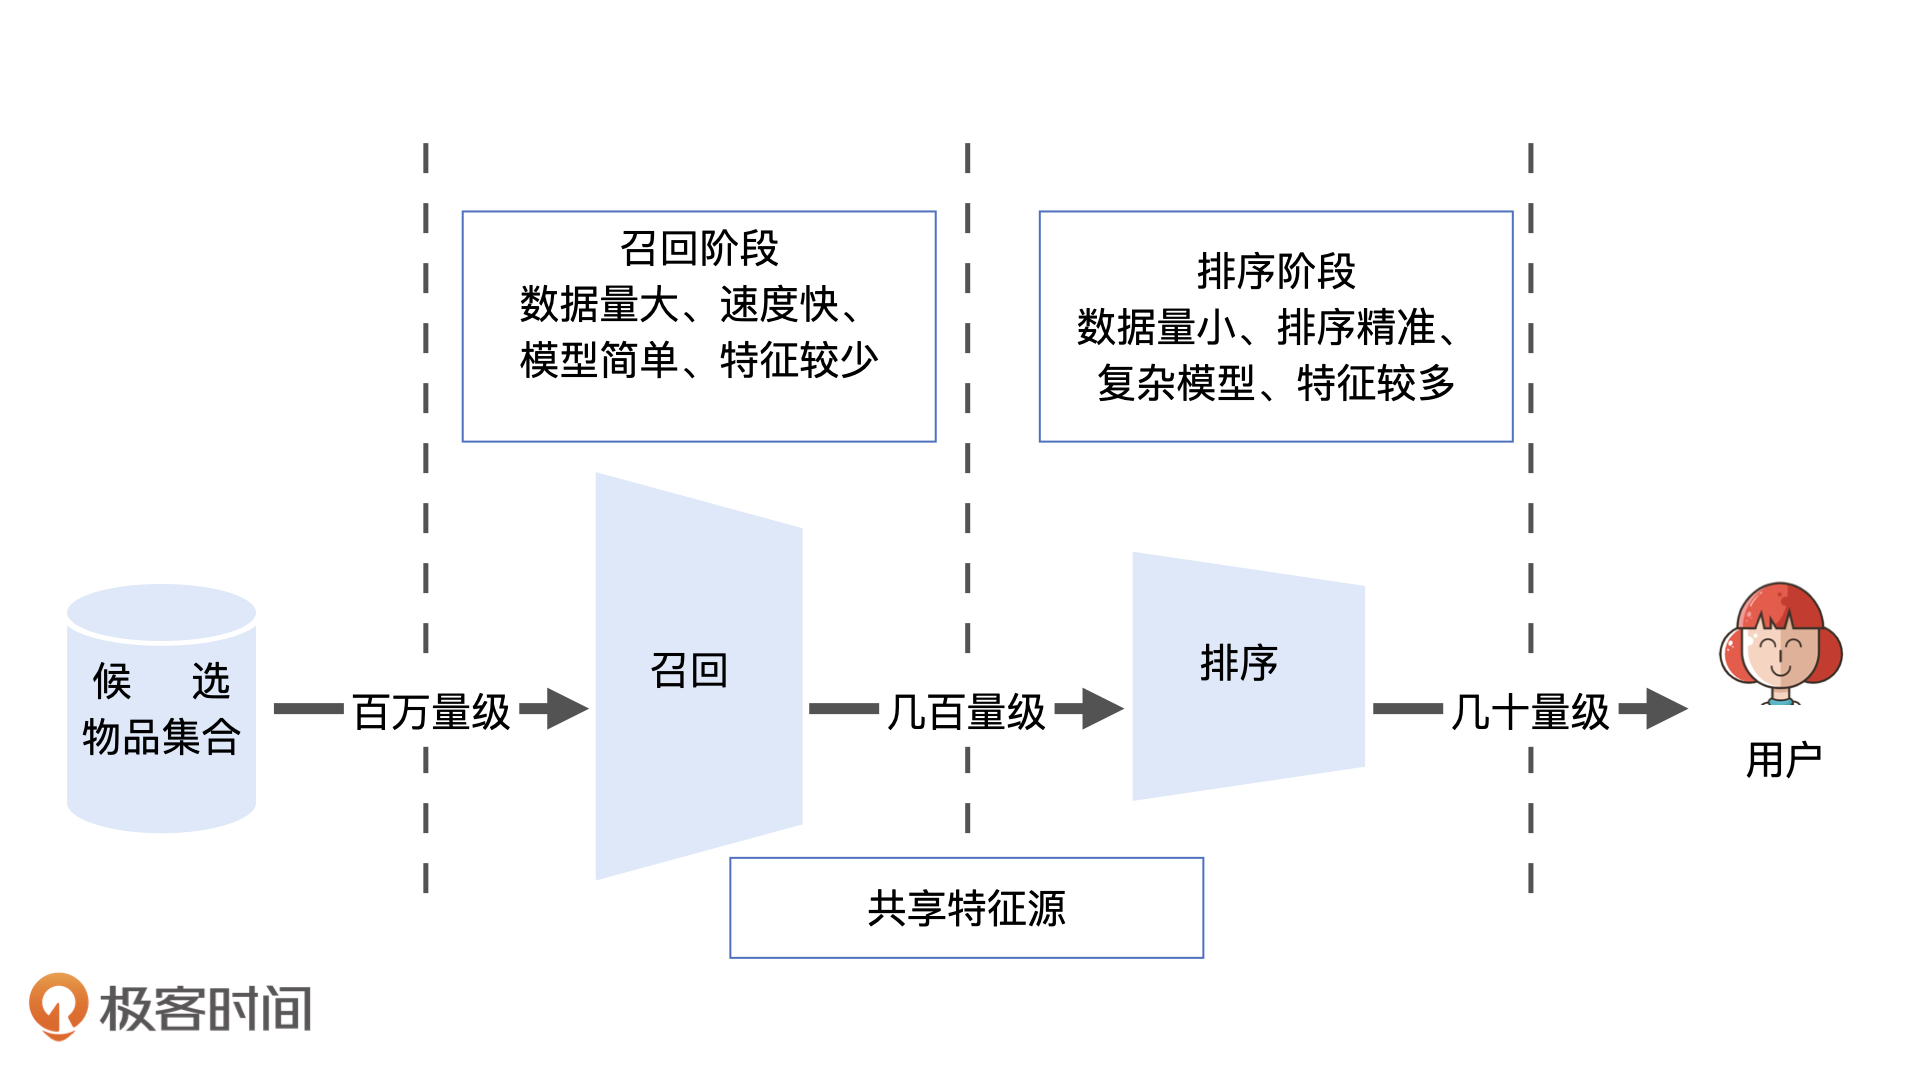 召回阶段
数据量大、速度快、
模型简单、特征较少
排序阶段
数据量小、排序精准、
复杂模型、特征较多
候 选
物品集合
百万量级
召回
几百量级
排序
几十量级
用户
共享特征源
极客时间